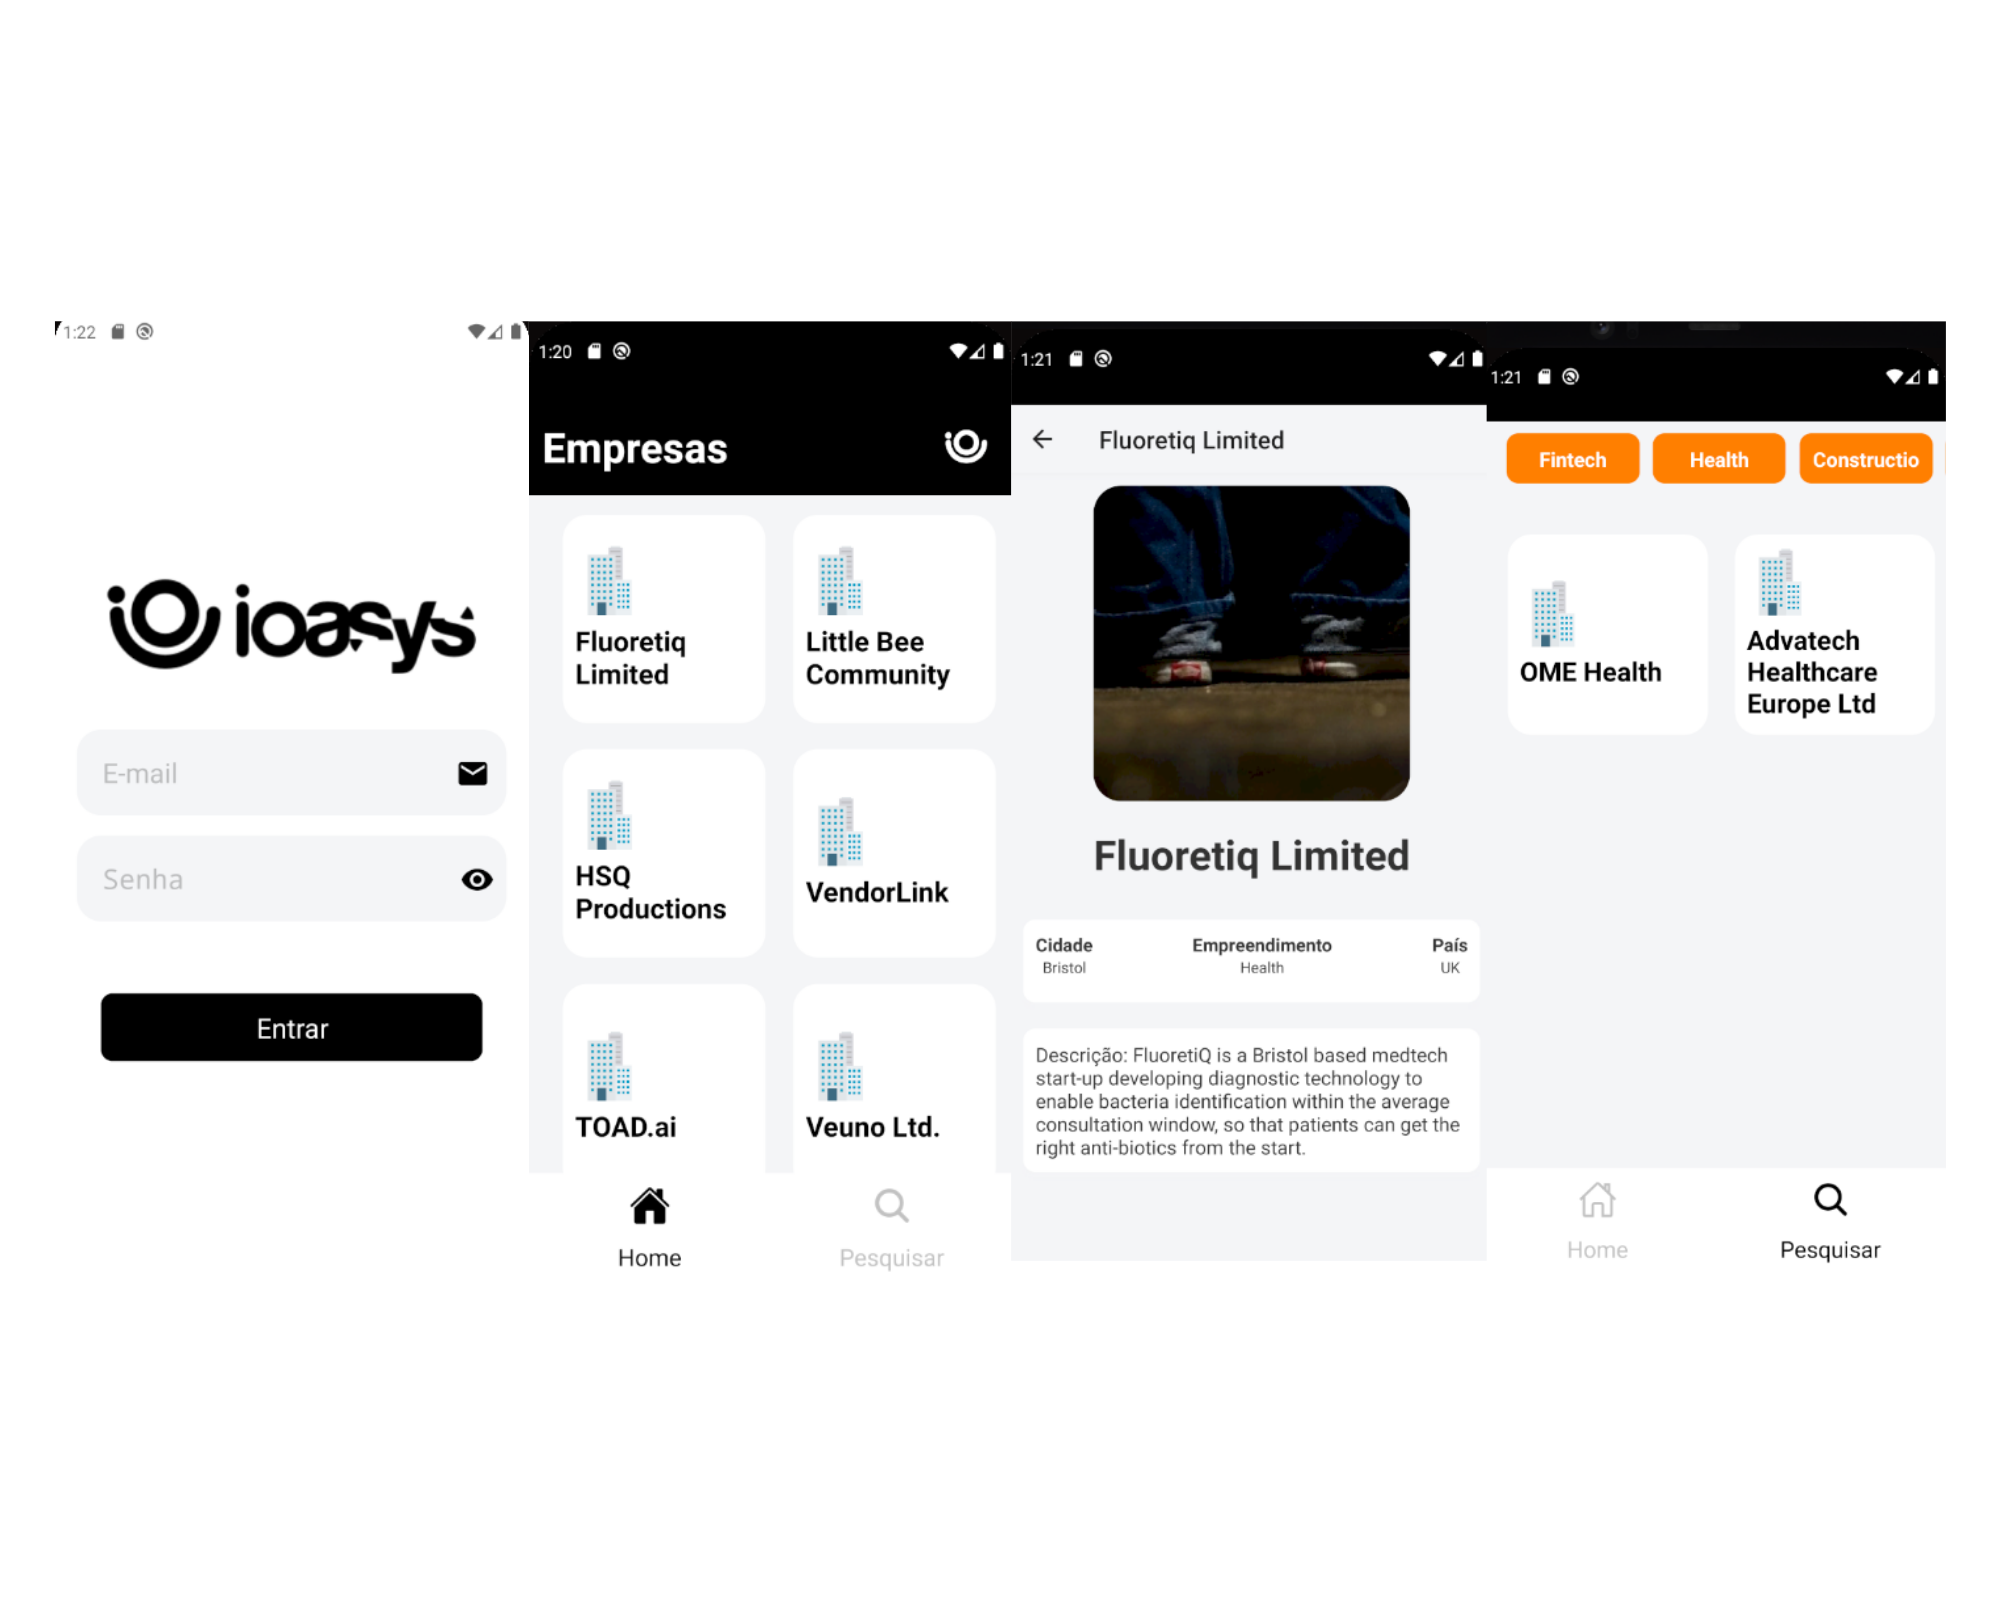 1:22
ioasys
E-mail
Senha
Entrar
1:20
Empresas
Fluoretiq
Limited
Little Bee
Community
HSQ
Productions
VendorLink
TOAD.ai
Veuno Ltd.
Home
Pesquisar
1:21
Fluoretiq Limited
Fluoretiq Limited
Cidade
Empreendimento
País
Bristol
Health
UK
Descrição: FluoretiQ is a Bristol based medtech
start-up developing diagnostic technology to
enable bacteria identification within the average
consultation window, so that patients can get the
right anti-biotics from the start.
1:21
Fintech
Health
Constructio
OME Health
Advatech
Healthcare
Europe Ltd
Home
Pesquisar